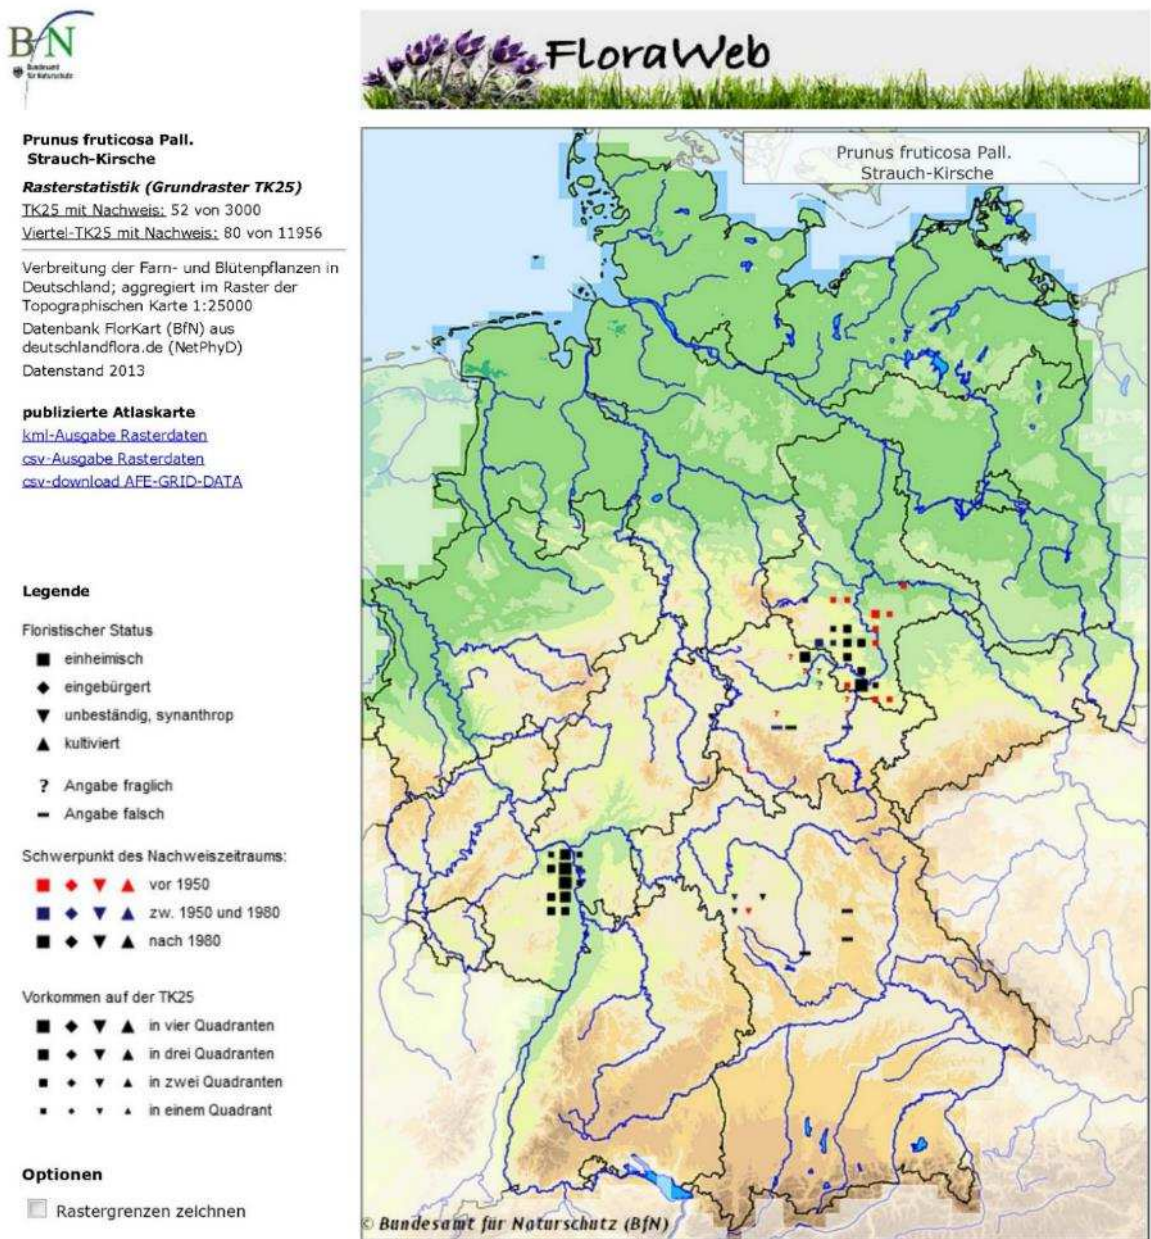 BfN
Bundesamt
für Naturschutz
FloraWeb
Prunus fruticosa Pall.
Strauch-Kirsche
Rasterstatistik (Grundraster TK25)
TK25 mit Nachweis: 52 von 3000
Viertel-TK25 mit Nachweis: 80 von 11956
Verbreitung der Farn- und Blütenpflanzen in
Deutschland; aggregiert im Raster der
Topographischen Karte 1:25000
Datenbank FlorKart (BfN) aus
deutschlandflora.de (NetPhyD)
Datenstand 2013
publizierte Atlaskarte
kml-Ausgabe Rasterdaten
csv-Ausgabe Rasterdaten
csv-download AFE-GRID-DATA
Legende
Floristischer Status
einheimisch
eingebürgert
unbeständig, synanthrop
kultiviert
? Angabe fraglich
Angabe falsch
Schwerpunkt des Nachweiszeitraums:
vor 1950
zw. 1950 und 1980
nach 1980
Vorkommen auf der TK25
in vier Quadranten
in drei Quadranten
in zwei Quadranten
in einem Quadrant
Optionen
Rastergrenzen zeichnen
Prunus fruticosa Pall.
Strauch-Kirsche
© Bundesamt für Naturschutz (BfN)